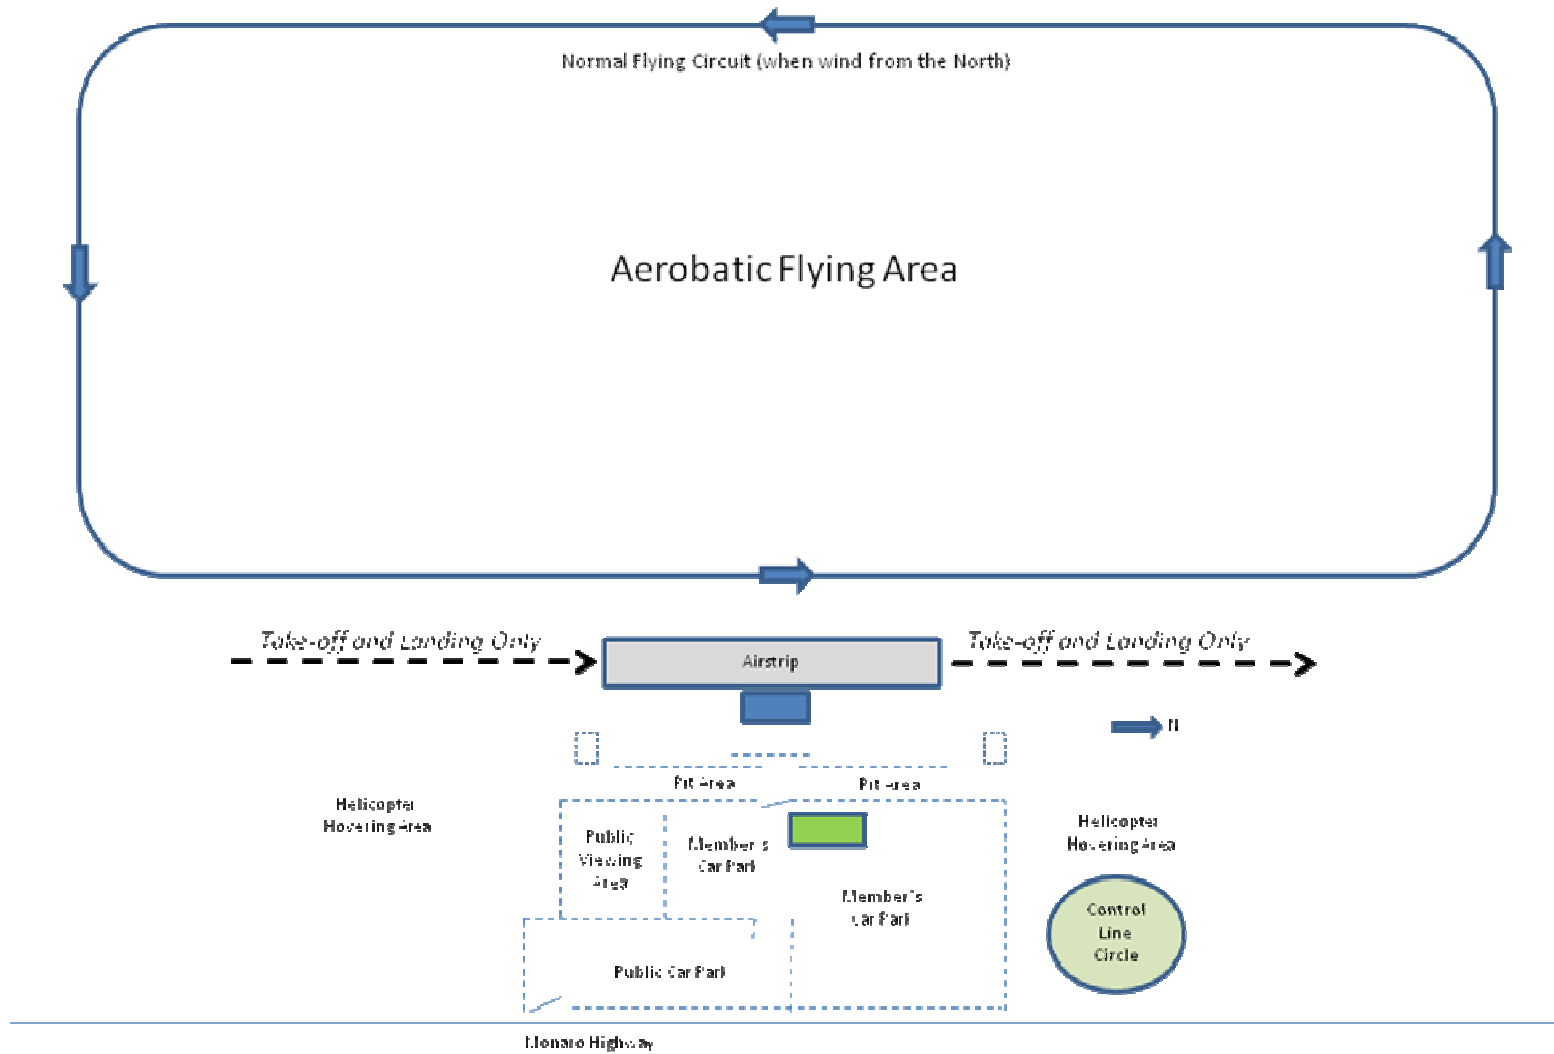 Normal Flying Circuit (when wind from the North)
Aerobatic Flying Area
Take-off and Landing Only
Airstrip
Take-off and Landing Only
N
Pit Area
Pit Area
Helicopter
Hovering Area
Public
Viewing
Area
Member's
Car Park
Helicopter
Hovering Area
Member's
Car Park
Control
Line
Circle
Public Car Park
Monaro Highway